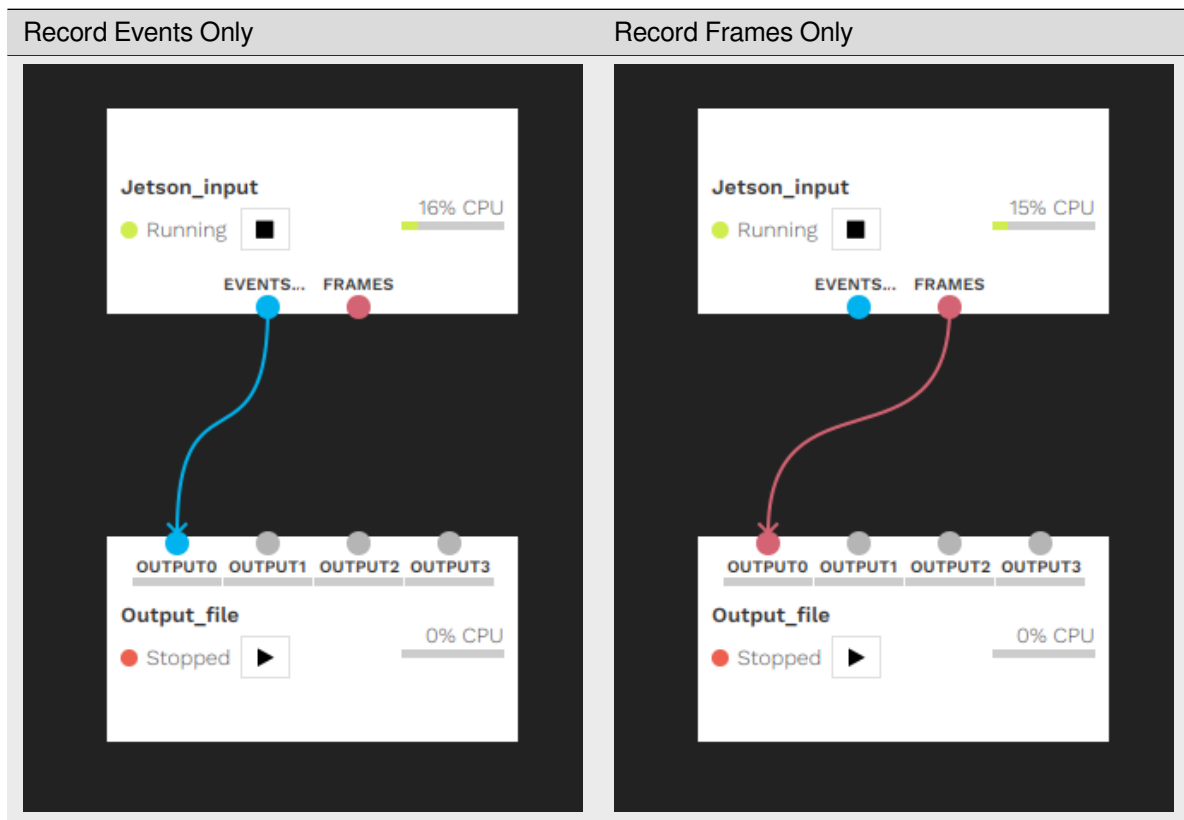 Record Events Only
Record Frames Only
Jetson_input
16% CPU
Running
EVENTS... FRAMES
OUTPUT0 OUTPUT1 OUTPUT2 OUTPUT3
Output_file
0% CPU
Stopped
Jetson_input
15% CPU
Running
EVENTS... FRAMES
OUTPUT0 OUTPUT1 OUTPUT2 OUTPUT3
Output_file
0% CPU
Stopped